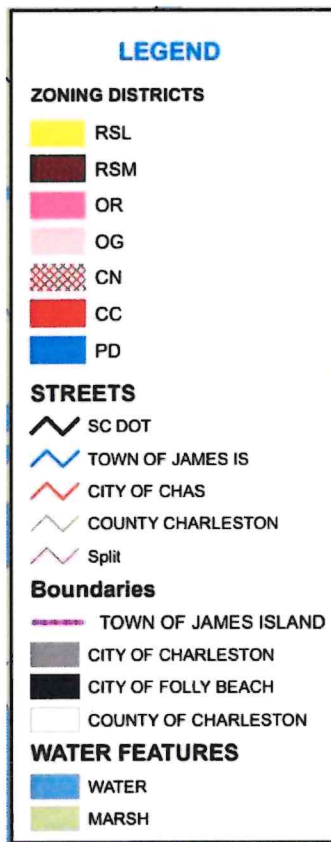 LEGEND
ZONING DISTRICTS
RSL
RSM
OR
OG
CN
CC
PD
STREETS
SC DOT
TOWN OF JAMES IS
CITY OF CHAS
COUNTY CHARLESTON
Split
Boundaries
TOWN OF JAMES ISLAND
CITY OF CHARLESTON
CITY OF FOLLY BEACH
COUNTY OF CHARLESTON
WATER FEATURES
WATER
MARSH